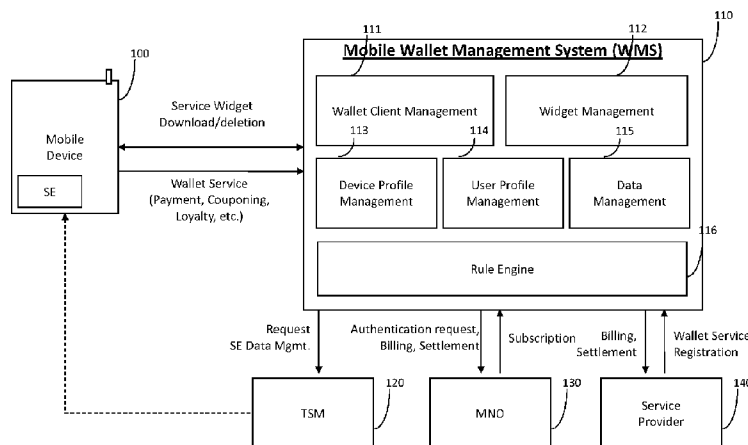 110
Mobile Wallet Management System (WMS)
100
111
112
Wallet Client Management
Widget Management
Service Widget
Download/deletion
Mobile
Device
SE
113
114
115
Wallet Service
(Payment, Couponing,
Loyalty, etc.)
Device Profile
Management
User Profile
Management
Data
Management
116
Rule Engine
Request
SE Data Mgmt.
Authentication request,
Billing, Settlement
Subscription
Billing,
Settlement
Wallet Service
Registration
120
130
140
TSM
MNO
Service
Provider